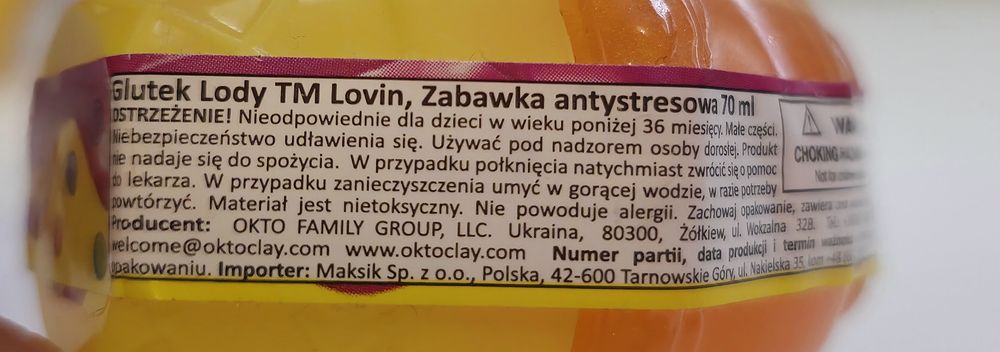 Glutek Lody TM Lovin, Zabawka antystresowa 70 ml
OSTRZEŻENIE! Nieodpowiednie dla dzieci w wieku poniżej 36 miesięcy. Małe części.
Niebezpieczeństwo udławienia się. Używać pod nadzorem osoby dorosłej. Produkt
nie nadaje się do spożycia. W przypadku połknięcia natychmiast zwrócić się o pomoc
do lekarza. W przypadku zanieczyszczenia umyć w gorącej wodzie, w razie potrzeby
powtórzyć. Materiał jest nietoksyczny. Nie powoduje alergii. Zachowaj opakowanie, zawiera
Producent: OKTO FAMILY GROUP, LLC. Ukraina, 80300, Żółkiew, ul. Wokzalna 32B. Tel.
welcome@oktoclay.com www.oktoclay.com Numer partii, data produkcji i termin
opakowaniu. Importer: Maksik Sp. z o.o., Polska, 42-600 Tarnowskie Góry, ul. Nakielska 35,
CHOKING